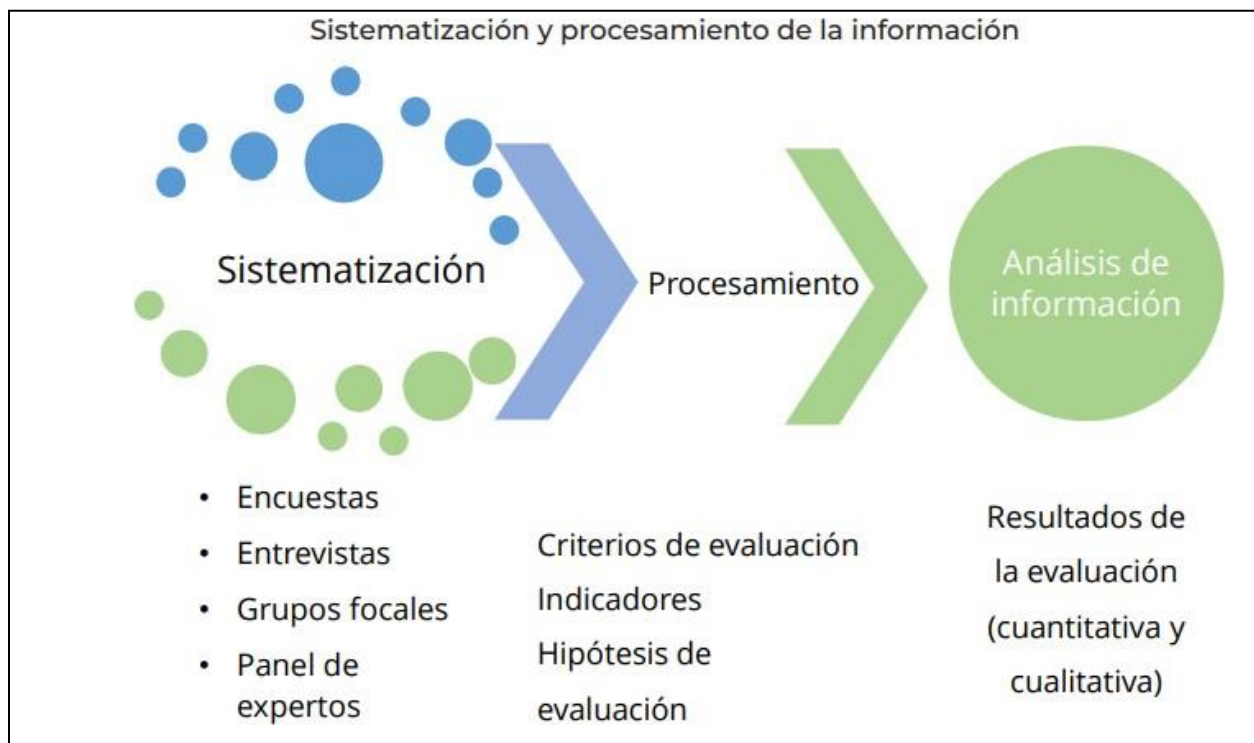 Sistematización y procesamiento de la información
Sistematización
Procesamiento
Análisis de
información
• Encuestas
• Entrevistas
• Grupos focales
• Panel de
expertos
Criterios de evaluación
Indicadores
Hipótesis de
evaluación
Resultados de
la evaluación
(cuantitativa y
cualitativa)